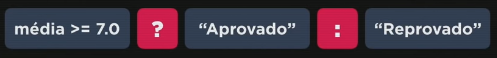 média >= 7.0 ? “Aprovado” : “Reprovado”